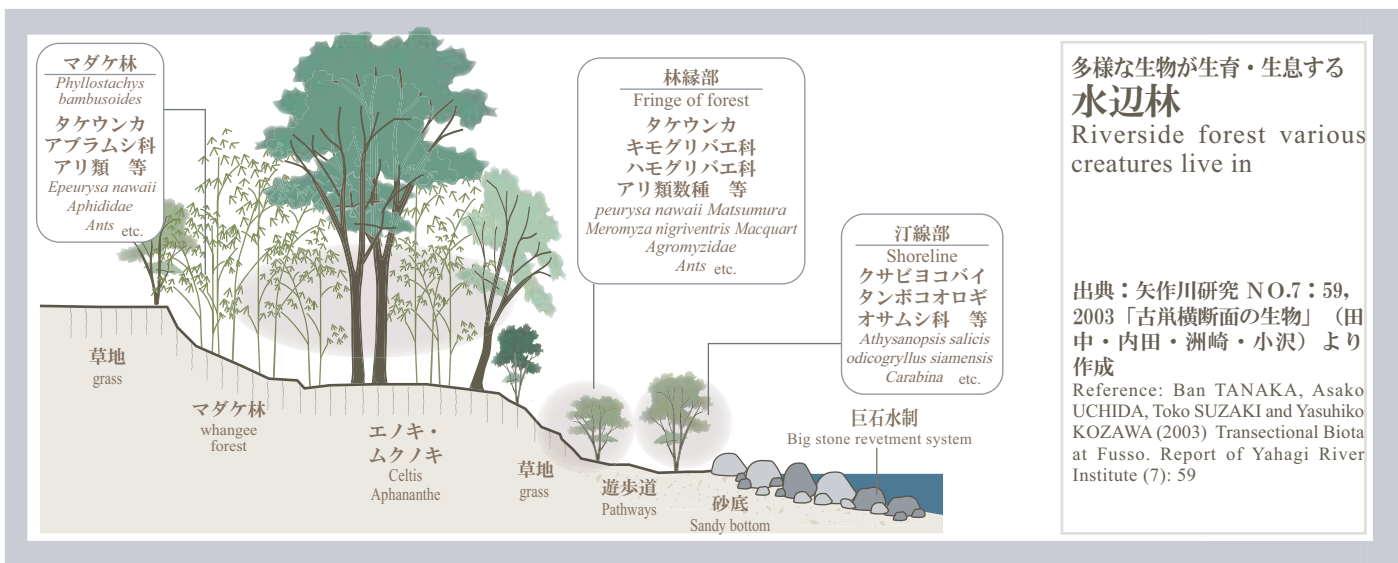 マダケ林
Phyllostachys
bambusoides
タケウンカ
アブラムシ科
アリ類　等
Epeurysa nawaii
Aphididae
Ants etc.
林縁部
Fringe of forest
タケウンカ
キモグリバエ科
ハモグリバエ科
アリ類数種　等
peurysa nawaii Matsumura
Meromyza nigriventris Macquart
Agromyzidae
Ants etc.
汀線部
Shoreline
クサビヨコバイ
タンボコオロギ
オサムシ科　等
Athysanopsis salicis
odicogryllus siamensis
Carabina etc.
草地
grass
マダケ林
whangee
forest
エノキ・
ムクノキ
Celtis
Aphananthe
草地
grass
遊歩道
Pathways
砂底
Sandy bottom
巨石水制
Big stone revetment system
多様な生物が生育・生息する
水辺林
Riverside forest various
creatures live in
出典：矢作川研究 ＮＯ.7：59，
2003「古鼡横断面の生物」（田
中・内田・洲崎・小沢）より
作成
Reference: Ban TANAKA, Asako
UCHIDA, Toko SUZAKI and Yasuhiko
KOZAWA (2003) Transectional Biota
at Fusso. Report of Yahagi River
Institute (7): 59